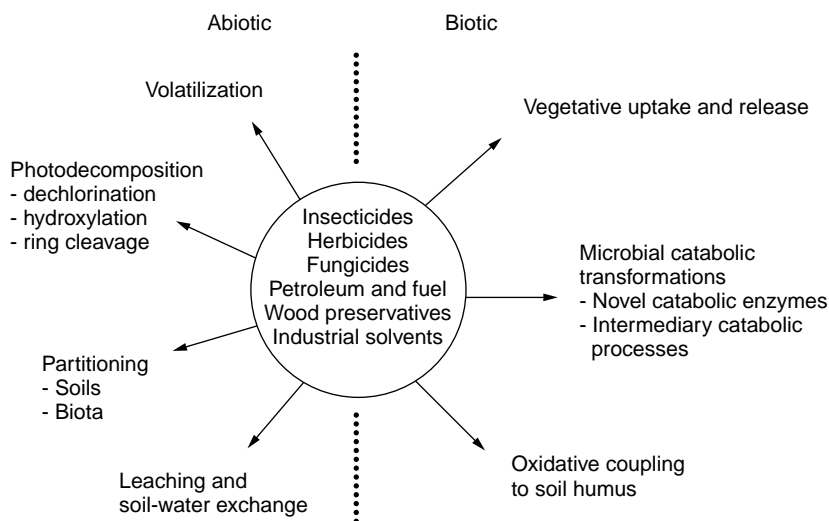 Abiotic
Biotic
Volatilization
Vegetative uptake and release
Photodecomposition
- dechlorination
- hydroxylation
- ring cleavage
Insecticides
Herbicides
Fungicides
Petroleum and fuel
Wood preservatives
Industrial solvents
Microbial catabolic
transformations
- Novel catabolic enzymes
- Intermediary catabolic
processes
Partitioning
- Soils
- Biota
Leaching and
soil-water exchange
Oxidative coupling
to soil humus